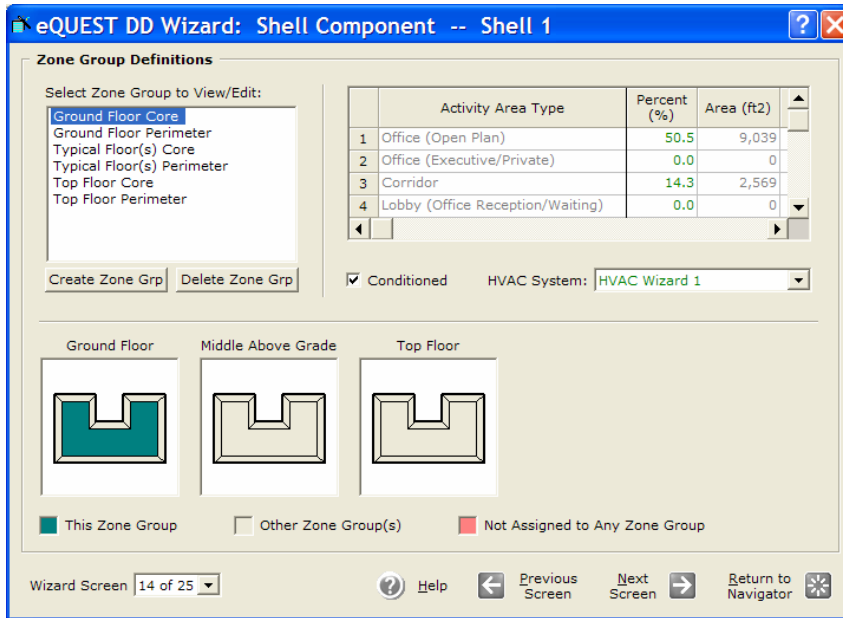 eQUEST DD Wizard: Shell Component -- Shell 1
Zone Group Definitions
Select Zone Group to View/Edit:
Ground Floor Core
Ground Floor Perimeter
Typical Floor(s) Core
Typical Floor(s) Perimeter
Top Floor Core
Top Floor Perimeter
Create Zone Grp Delete Zone Grp
Activity Area Type Percent (%) Area (ft2)
1 Office (Open Plan) 50.5 9,039
2 Office (Executive/Private) 0.0 0
3 Corridor 14.3 2,569
4 Lobby (Office Reception/Waiting) 0.0 0
Conditioned HVAC System: HVAC Wizard 1
Ground Floor Middle Above Grade Top Floor
This Zone Group Other Zone Group(s) Not Assigned to Any Zone Group
Wizard Screen 14 of 25 Help Previous Screen Next Screen Return to Navigator